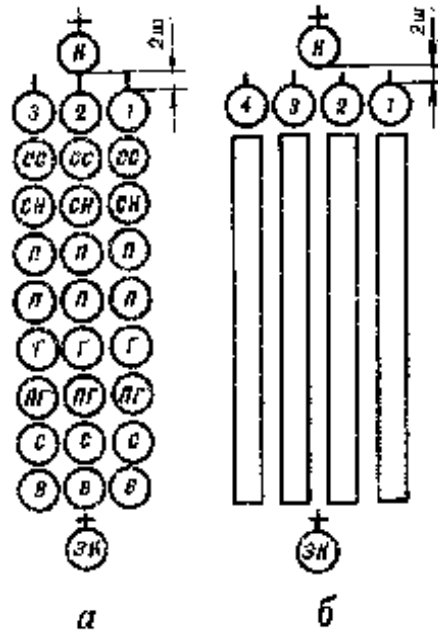 К
2ш
3 2 1
СС СС СС
СН СН СН
П П П
П П П
Г Г Г
ПГ ПГ ПГ
С С С
В В В
ЗК
а
К
2ш
4 3 2 1
ЗК
б